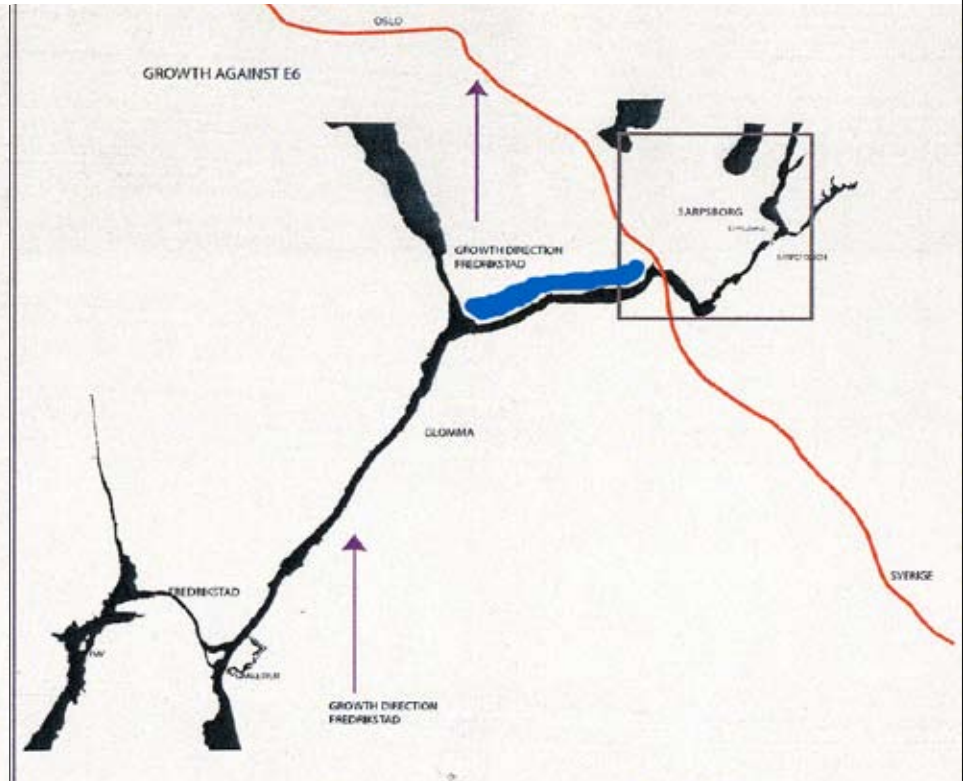 OSLO
GROWTH AGAINST E6
SARPSBORG
GROWTH DIRECTION
FREDRIKSTAD
GLOMMA
SVERIGE
FREDRIKSTAD
GROWTH DIRECTION
FREDRIKSTAD